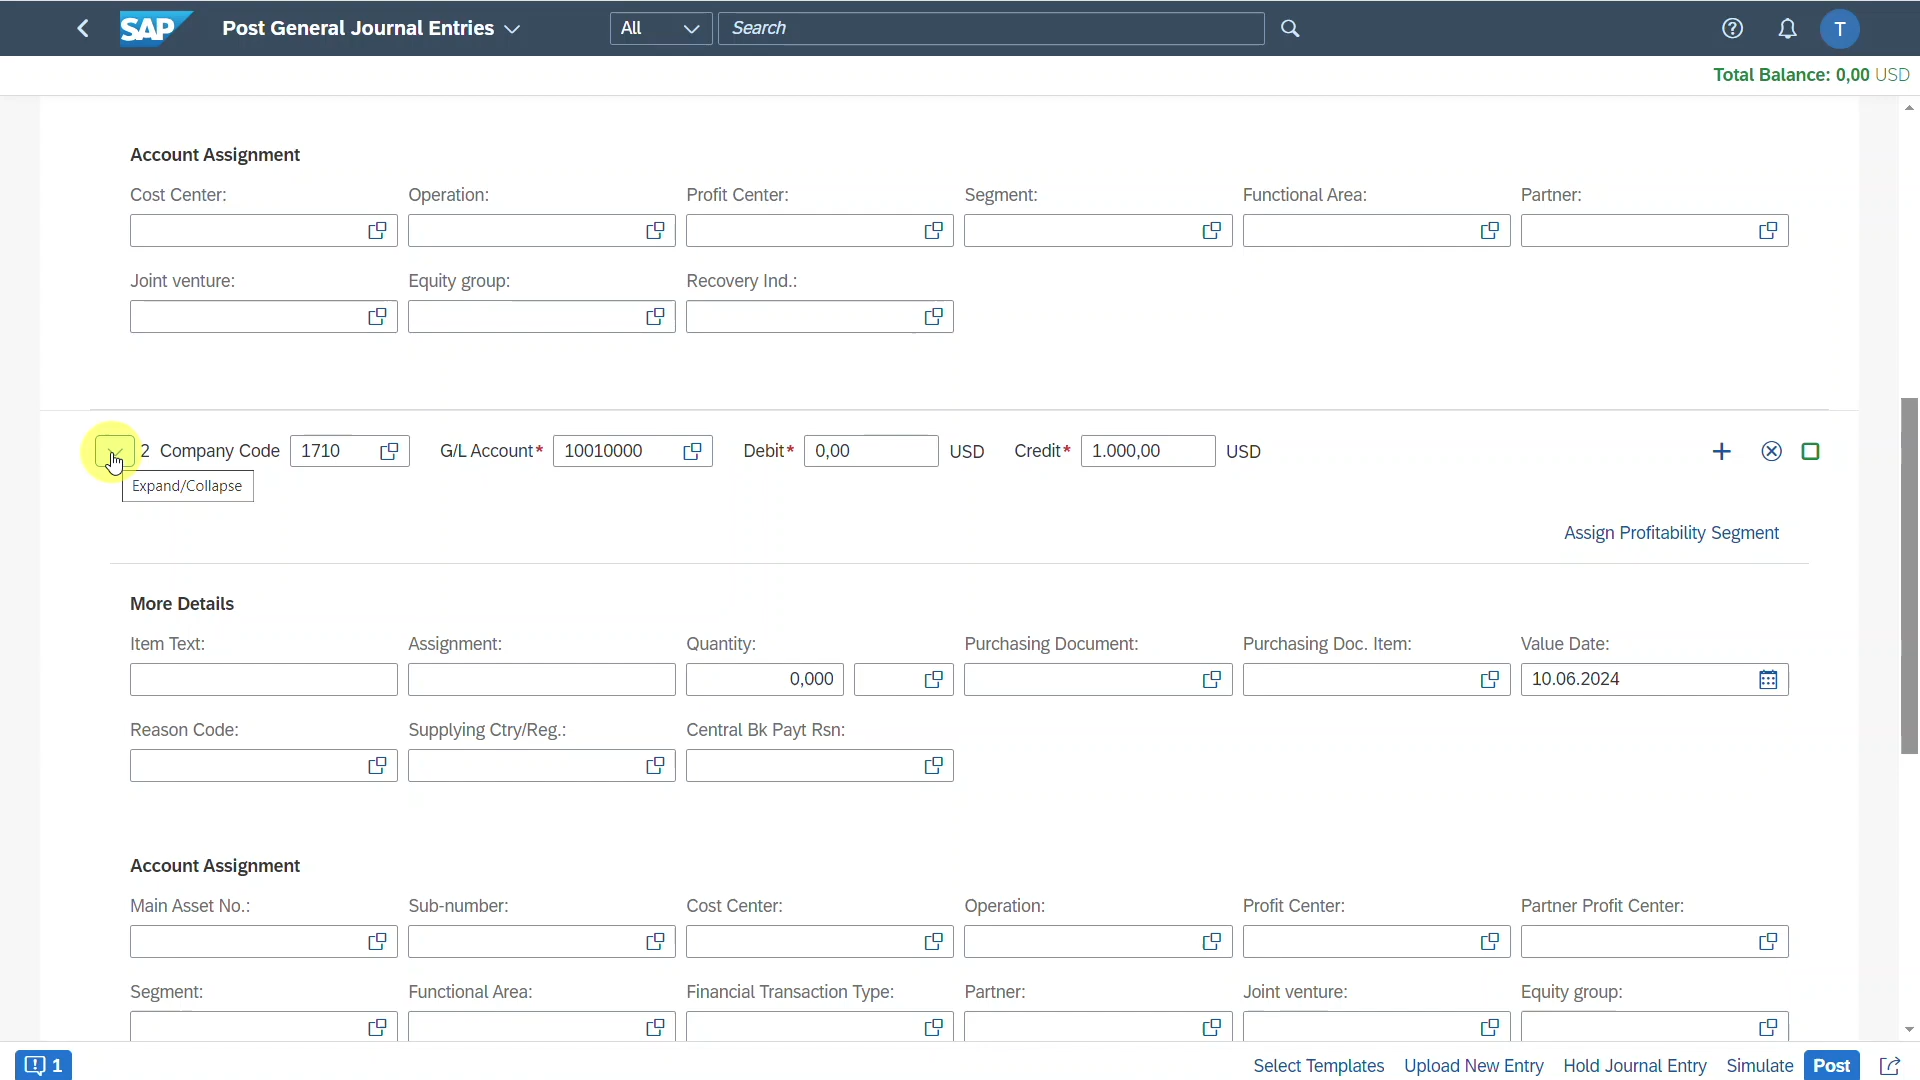 SAP Post General Journal Entries All Search T
Total Balance: 0,00 USD
Account Assignment
Cost Center: Operation: Profit Center: Segment: Functional Area: Partner:
Joint venture: Equity group: Recovery Ind.:
2 Company Code 1710 G/L Account* 10010000 Debit* 0,00 USD Credit* 1.000,00 USD
Expand/Collapse
Assign Profitability Segment
More Details
Item Text: Assignment: Quantity: Purchasing Document: Purchasing Doc. Item: Value Date:
0,000 10.06.2024
Reason Code: Supplying Ctry/Reg.: Central Bk Payt Rsn:
Account Assignment
Main Asset No.: Sub-number: Cost Center: Operation: Profit Center: Partner Profit Center:
Segment: Functional Area: Financial Transaction Type: Partner: Joint venture: Equity group:
1 Select Templates Upload New Entry Hold Journal Entry Simulate Post